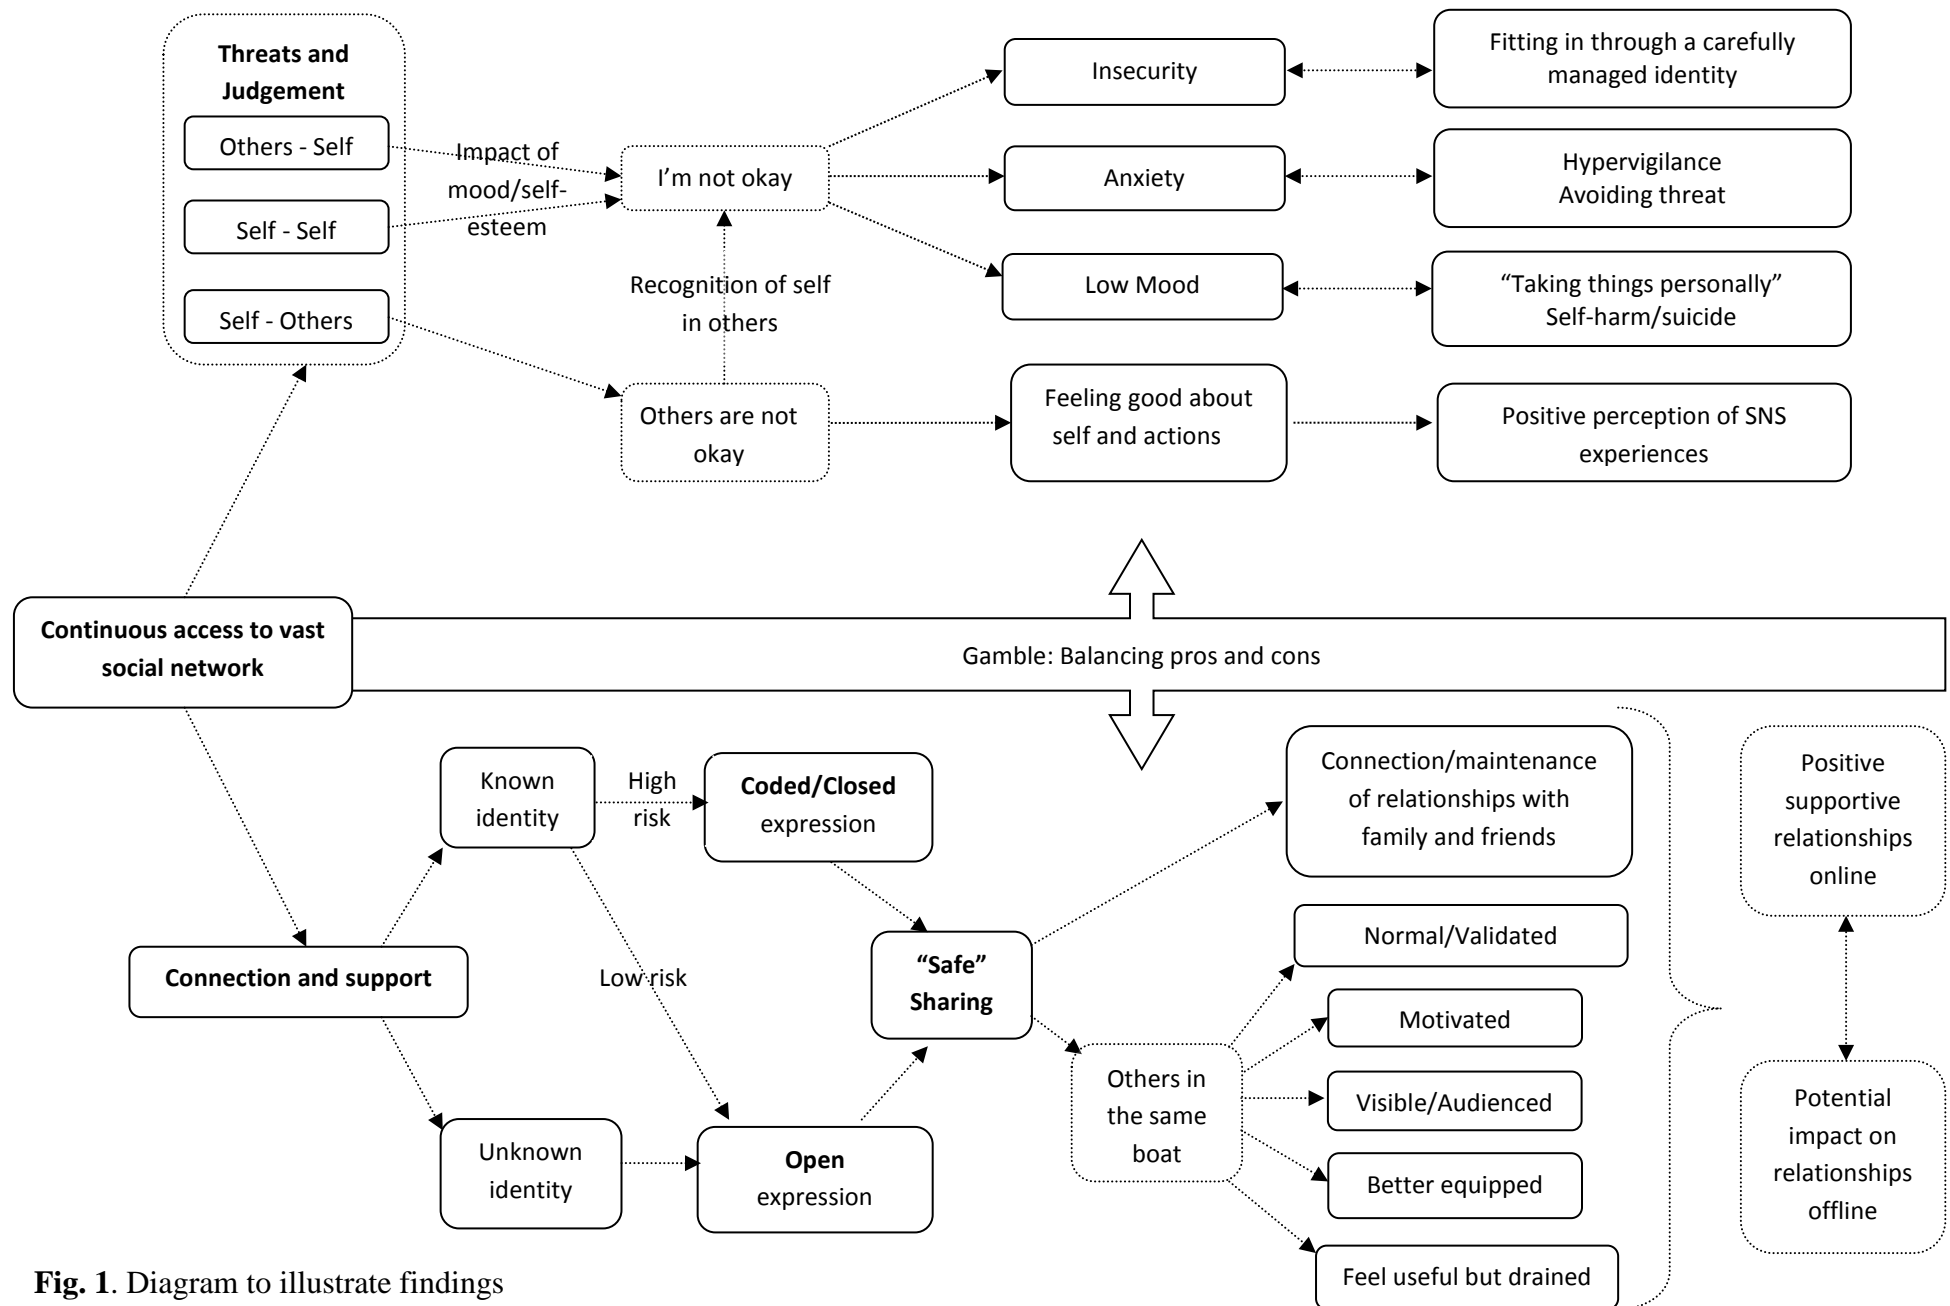 Threats and
Judgement
Others - Self
Self - Self
Self - Others
Impact of
mood/self-
esteem
I’m not okay
Recognition of self
in others
Others are not
okay
Insecurity
Anxiety
Low Mood
Feeling good about
self and actions
Fitting in through a carefully
managed identity
Hypervigilance
Avoiding threat
“Taking things personally”
Self-harm/suicide
Positive perception of SNS
experiences
Continuous access to vast
social network
Gamble: Balancing pros and cons
Connection and support
Known
identity
High
risk
Coded/Closed
expression
Low risk
Unknown
identity
Open
expression
“Safe”
Sharing
Connection/maintenance
of relationships with
family and friends
Others in
the same
boat
Normal/Validated
Motivated
Visible/Audienced
Better equipped
Feel useful but drained
Positive
supportive
relationships
online
Potential
impact on
relationships
offline
Fig. 1. Diagram to illustrate findings